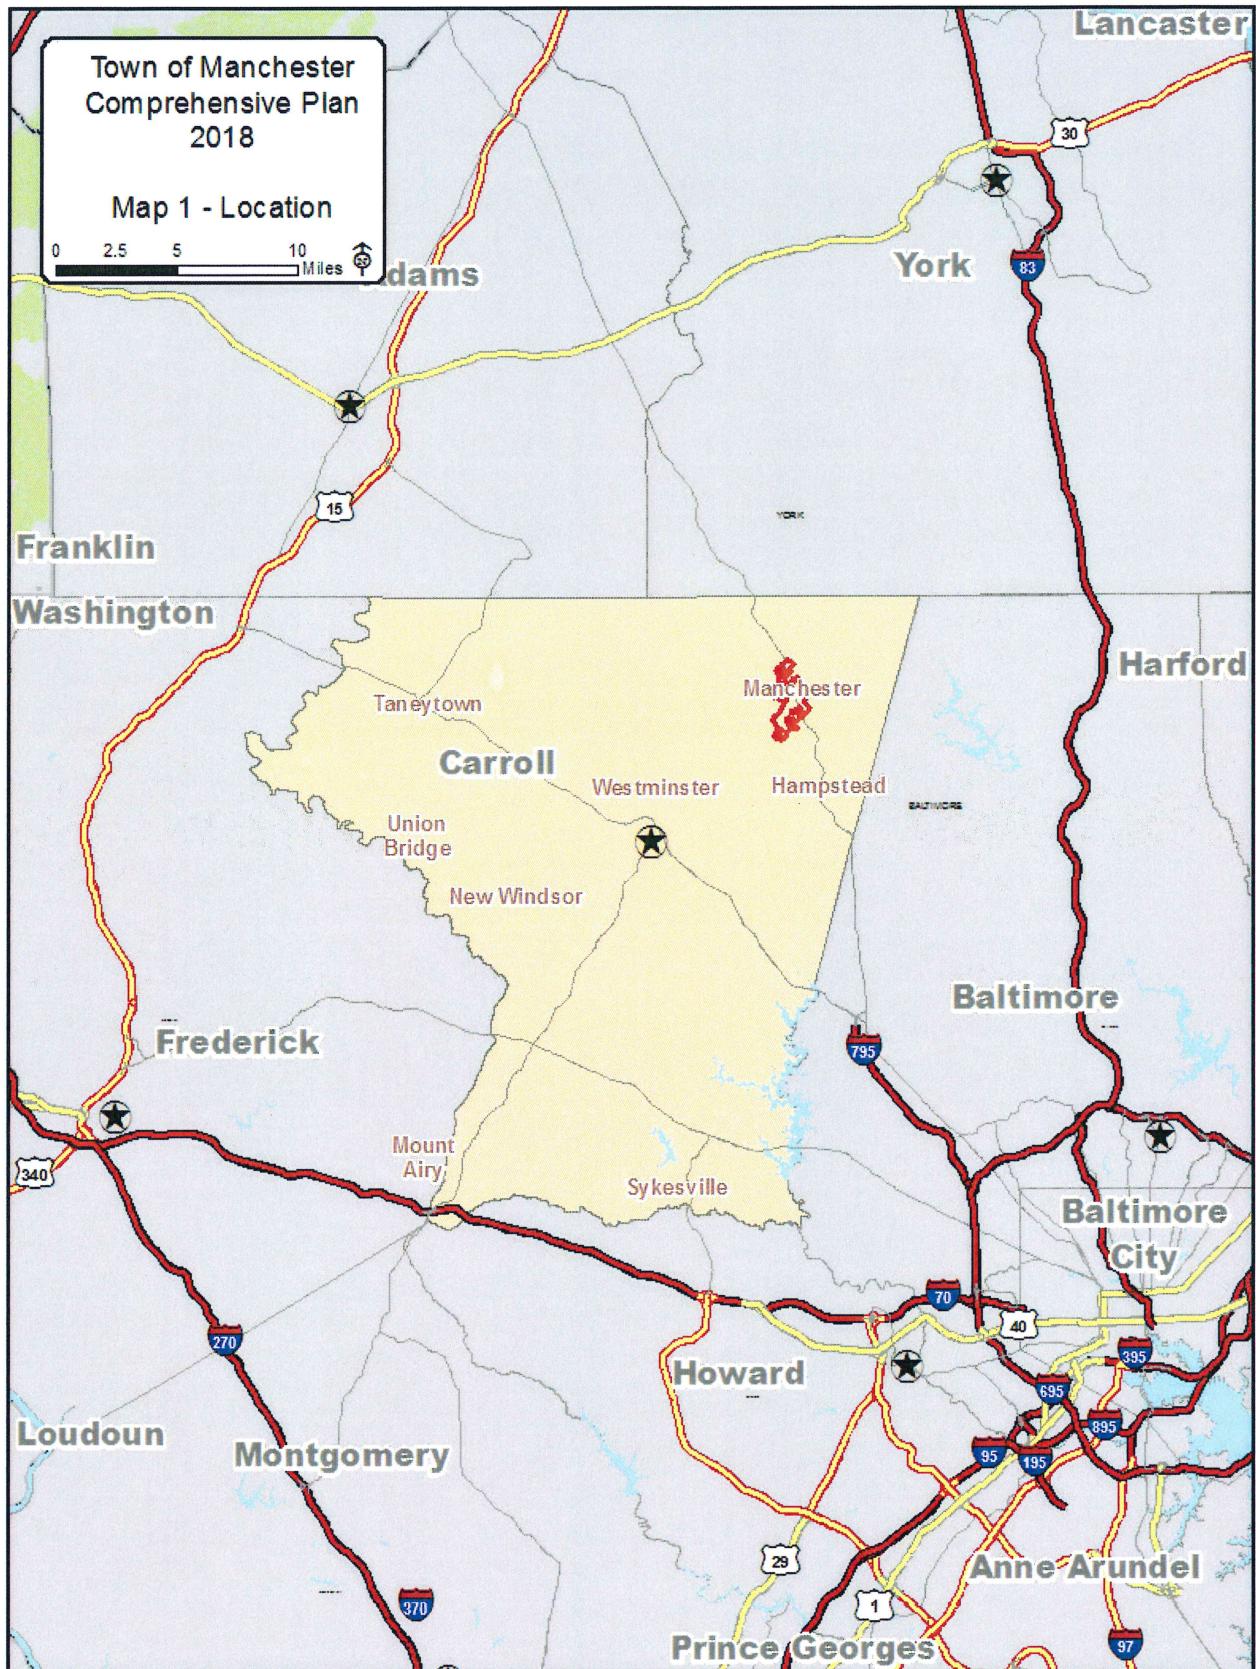 Town of Manchester
Comprehensive Plan
2018
Map 1 - Location
0 2.5 5 10
Miles
Lancaster
30
Adams
York
83
15
YORK
Franklin
Washington
Harford
Manchester
Taneytown
Carroll
Westminster
Hampstead
BALTIMORE
Union
Bridge
New Windsor
Baltimore
Frederick
795
Mount
Airy
340
Sykesville
Baltimore
City
70
40
270
395
Howard
695
895
Loudoun
Montgomery
95
195
29
Anne Arundel
370
1
Prince Georges
97